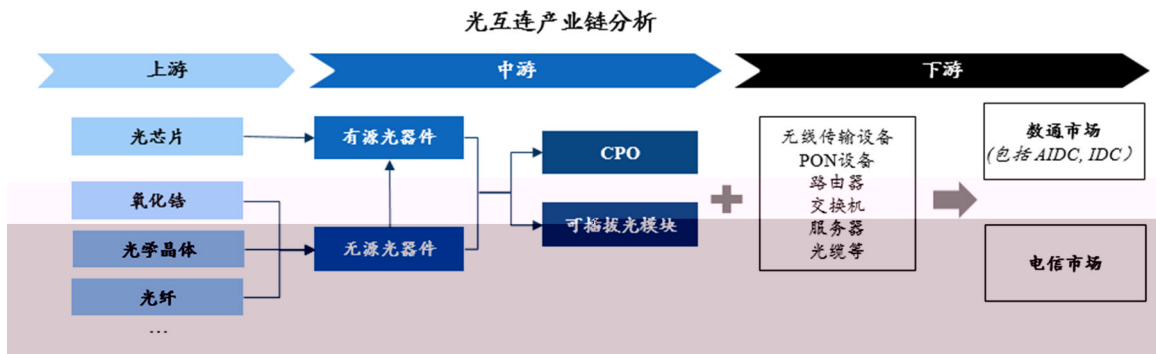 光互连产业链分析
上游
中游
下游
光芯片
氧化锆
光学晶体
光纤
…
有源光器件
无源光器件
CPO
可插拔光模块
无线传输设备
PON设备
路由器
交换机
服务器
光缆等
数通市场
(包括AIDC, IDC）
电信市场